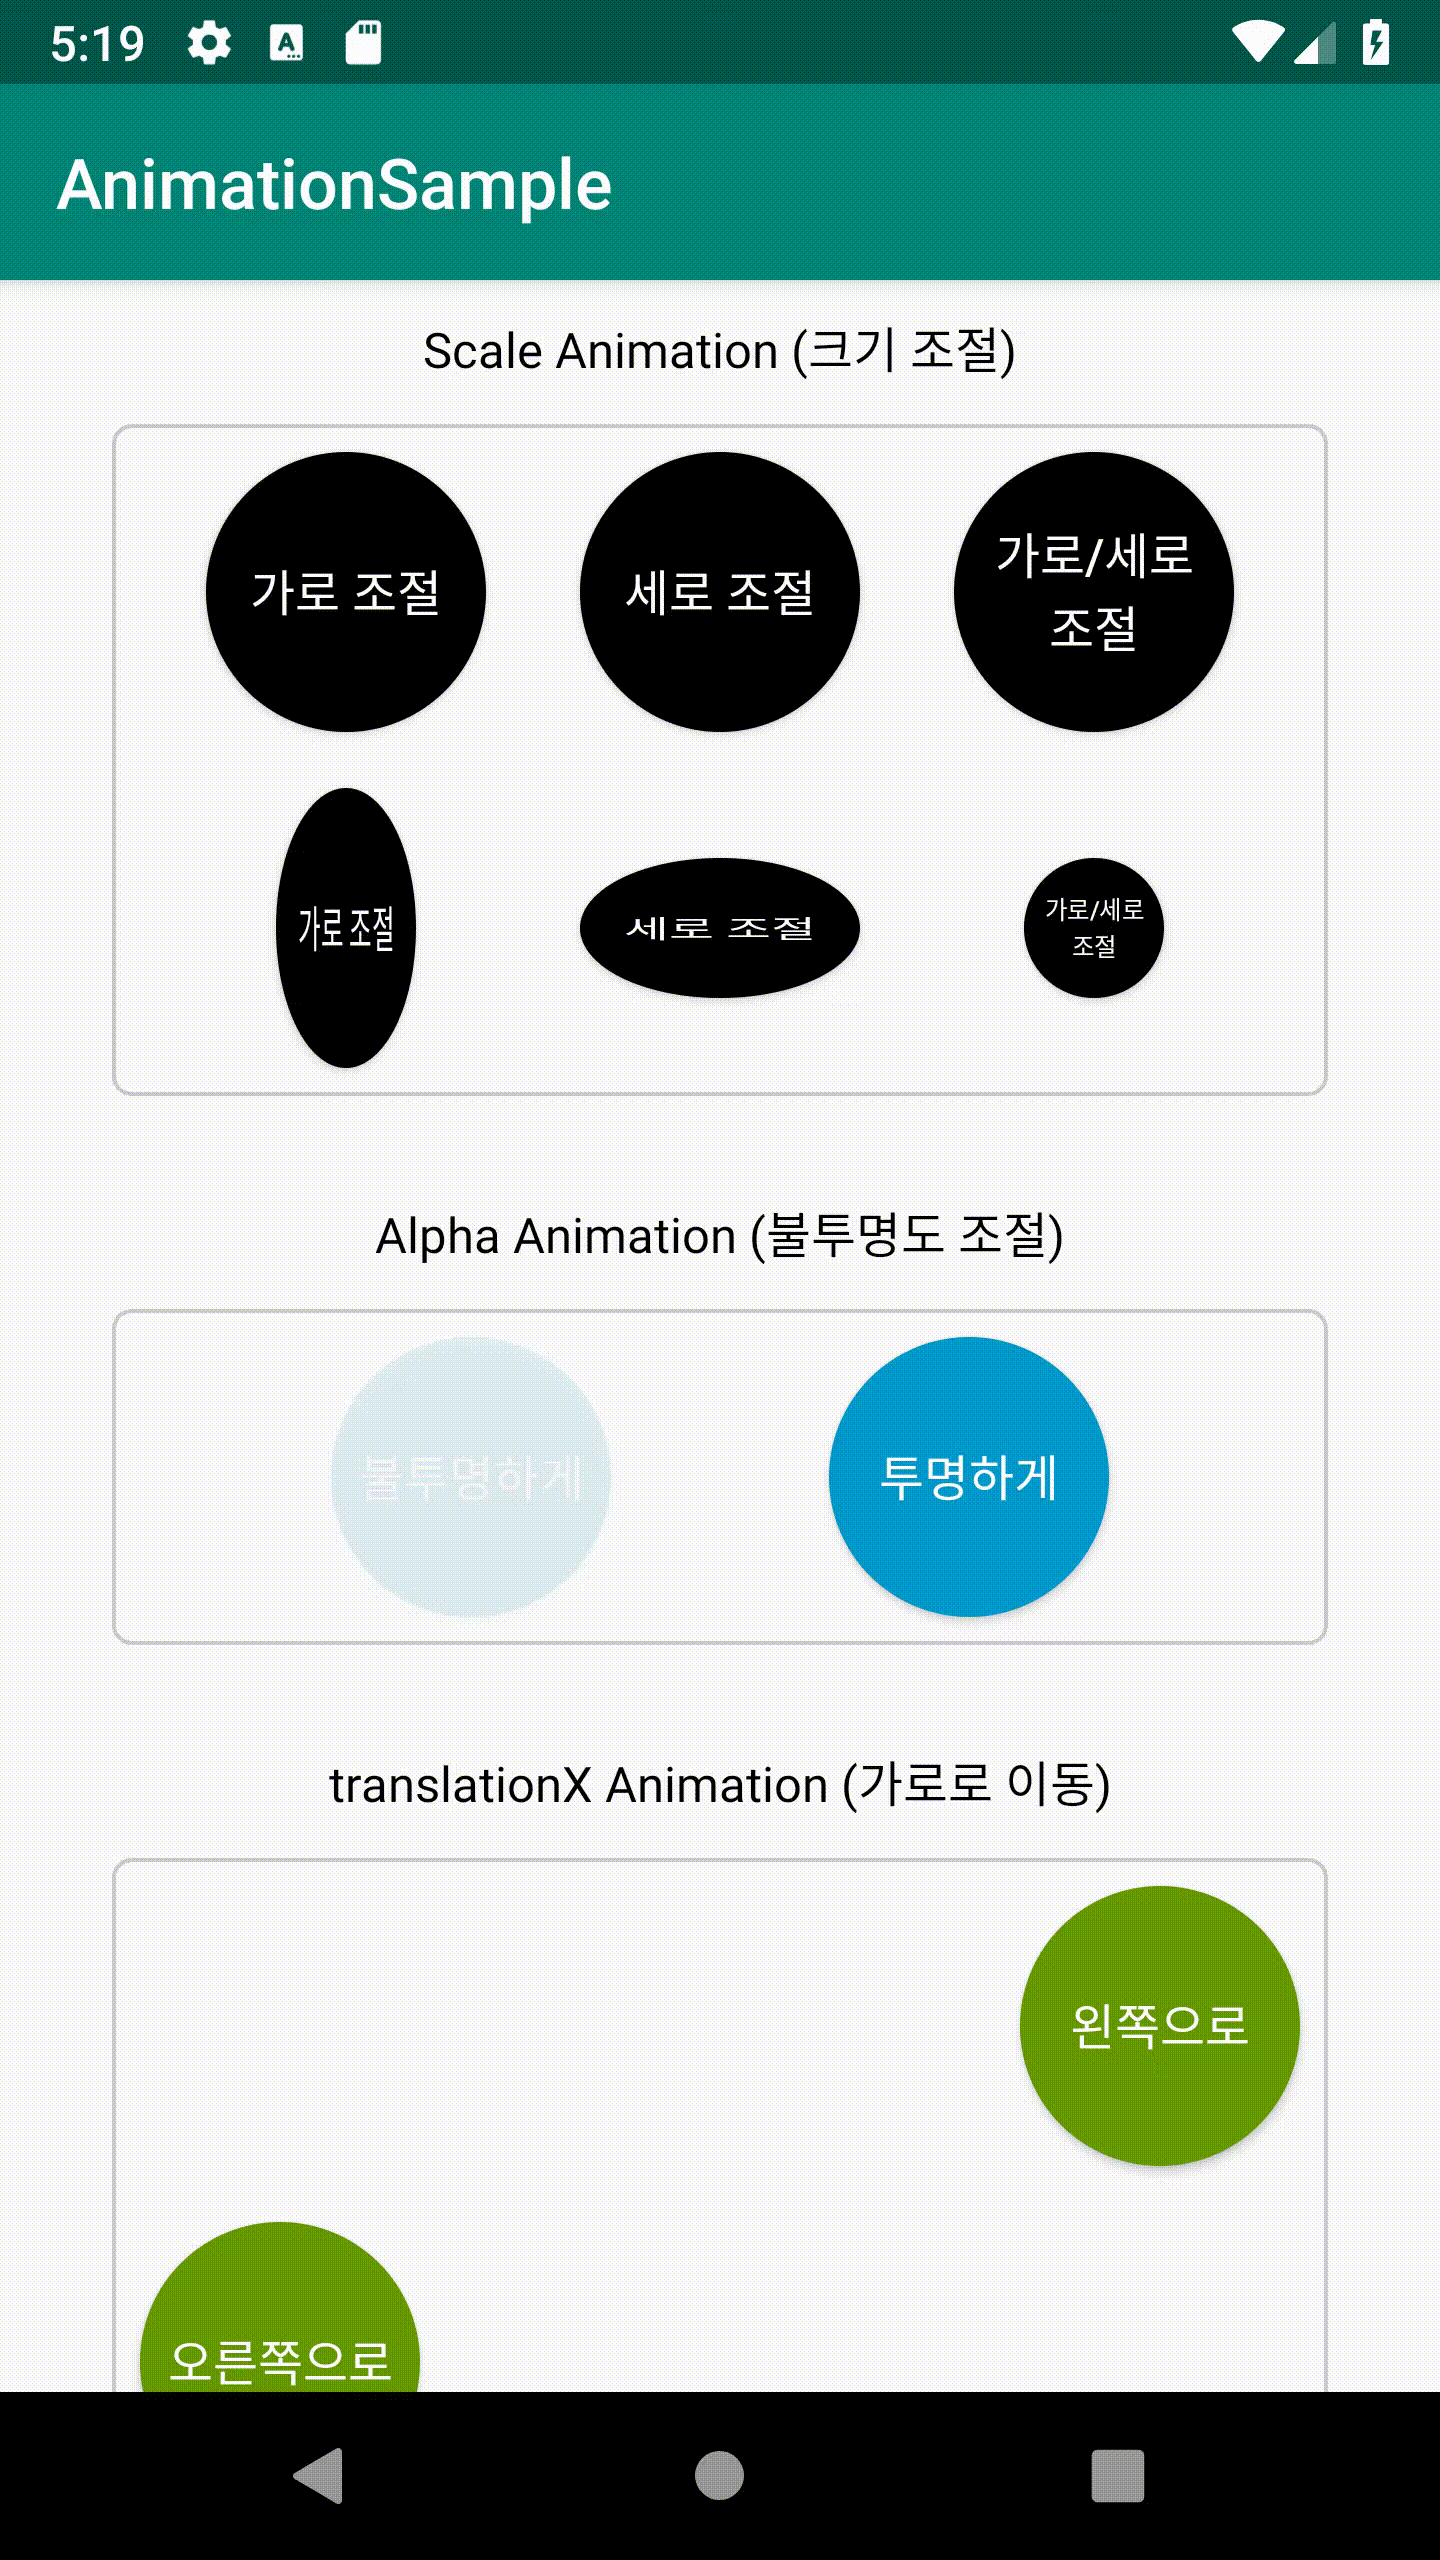 5:19
AnimationSample
Scale Animation (크기 조절)
가로 조절
세로 조절
가로/세로
조절
가로 조절
세로 조절
가로/세로
조절
Alpha Animation (불투명도 조절)
불투명하게
투명하게
translationX Animation (가로로 이동)
왼쪽으로
오른쪽으로